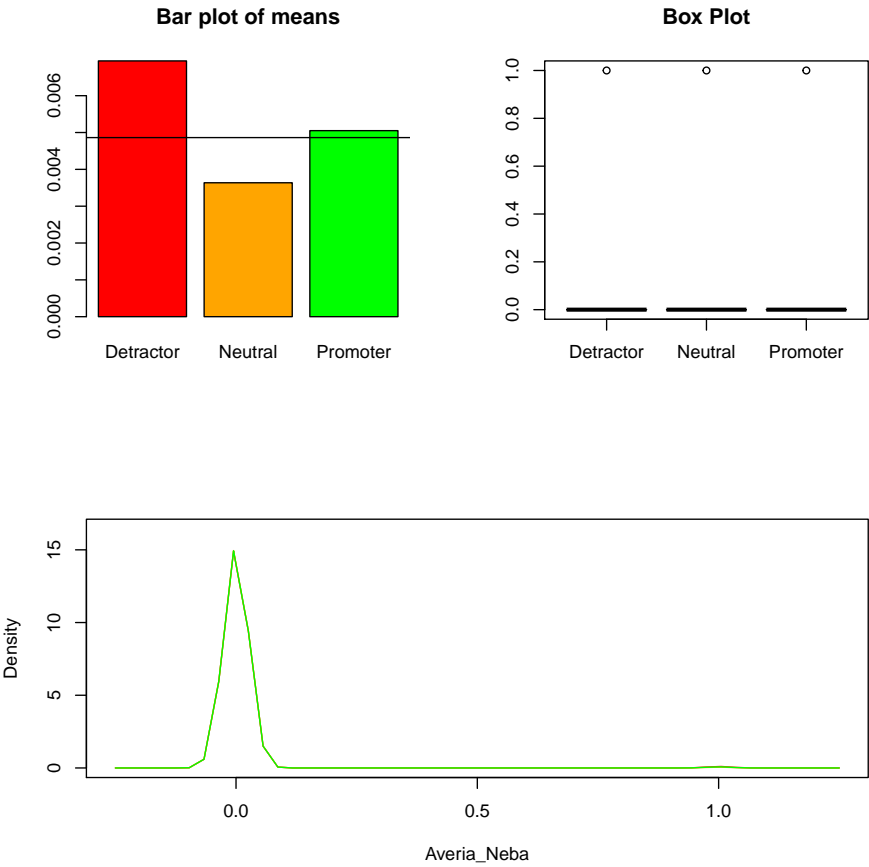 Bar plot of means
0.006
0.004
0.002
0.000
Detractor Neutral Promoter
Box Plot
1.0
0.8
0.6
0.4
0.2
0.0
Detractor Neutral Promoter
Density
15
10
5
0
0.0 0.5 1.0
Averia_Neba